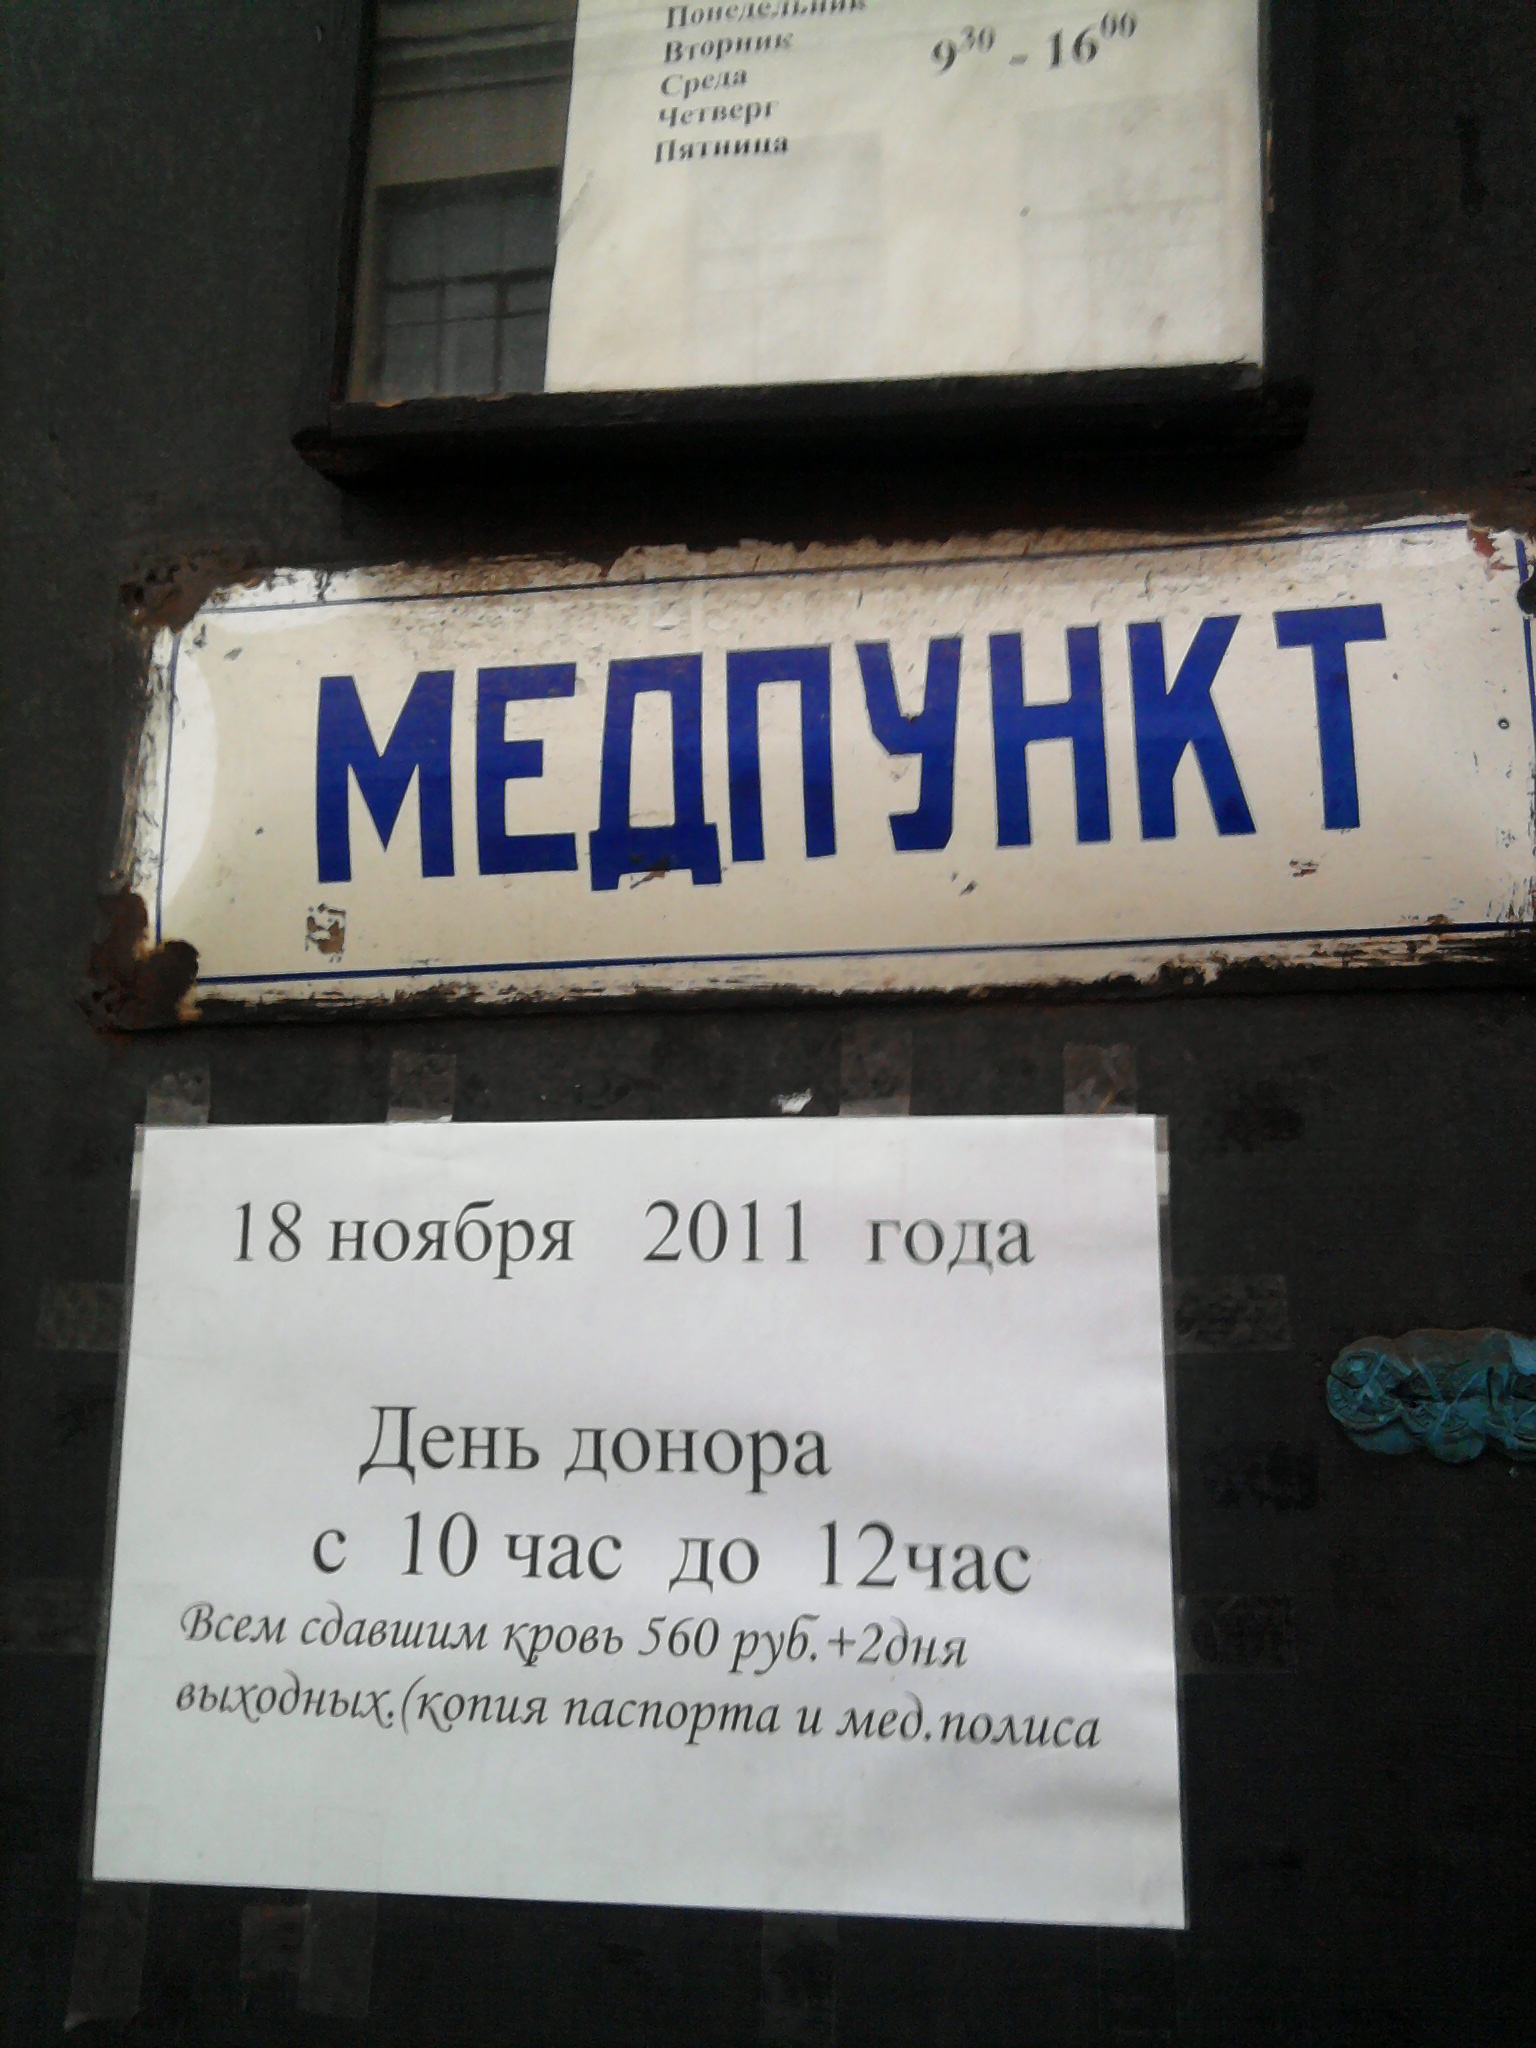 Понедельник
Вторник 9³⁰ - 16⁰⁰
Среда
Четверг
Пятница
МЕДПУНКТ
18 ноября 2011 года
День донора
с 10 час до 12час
Всем сдавшим кровь 560 руб.+2дня
выходных.(копия паспорта и мед.полиса